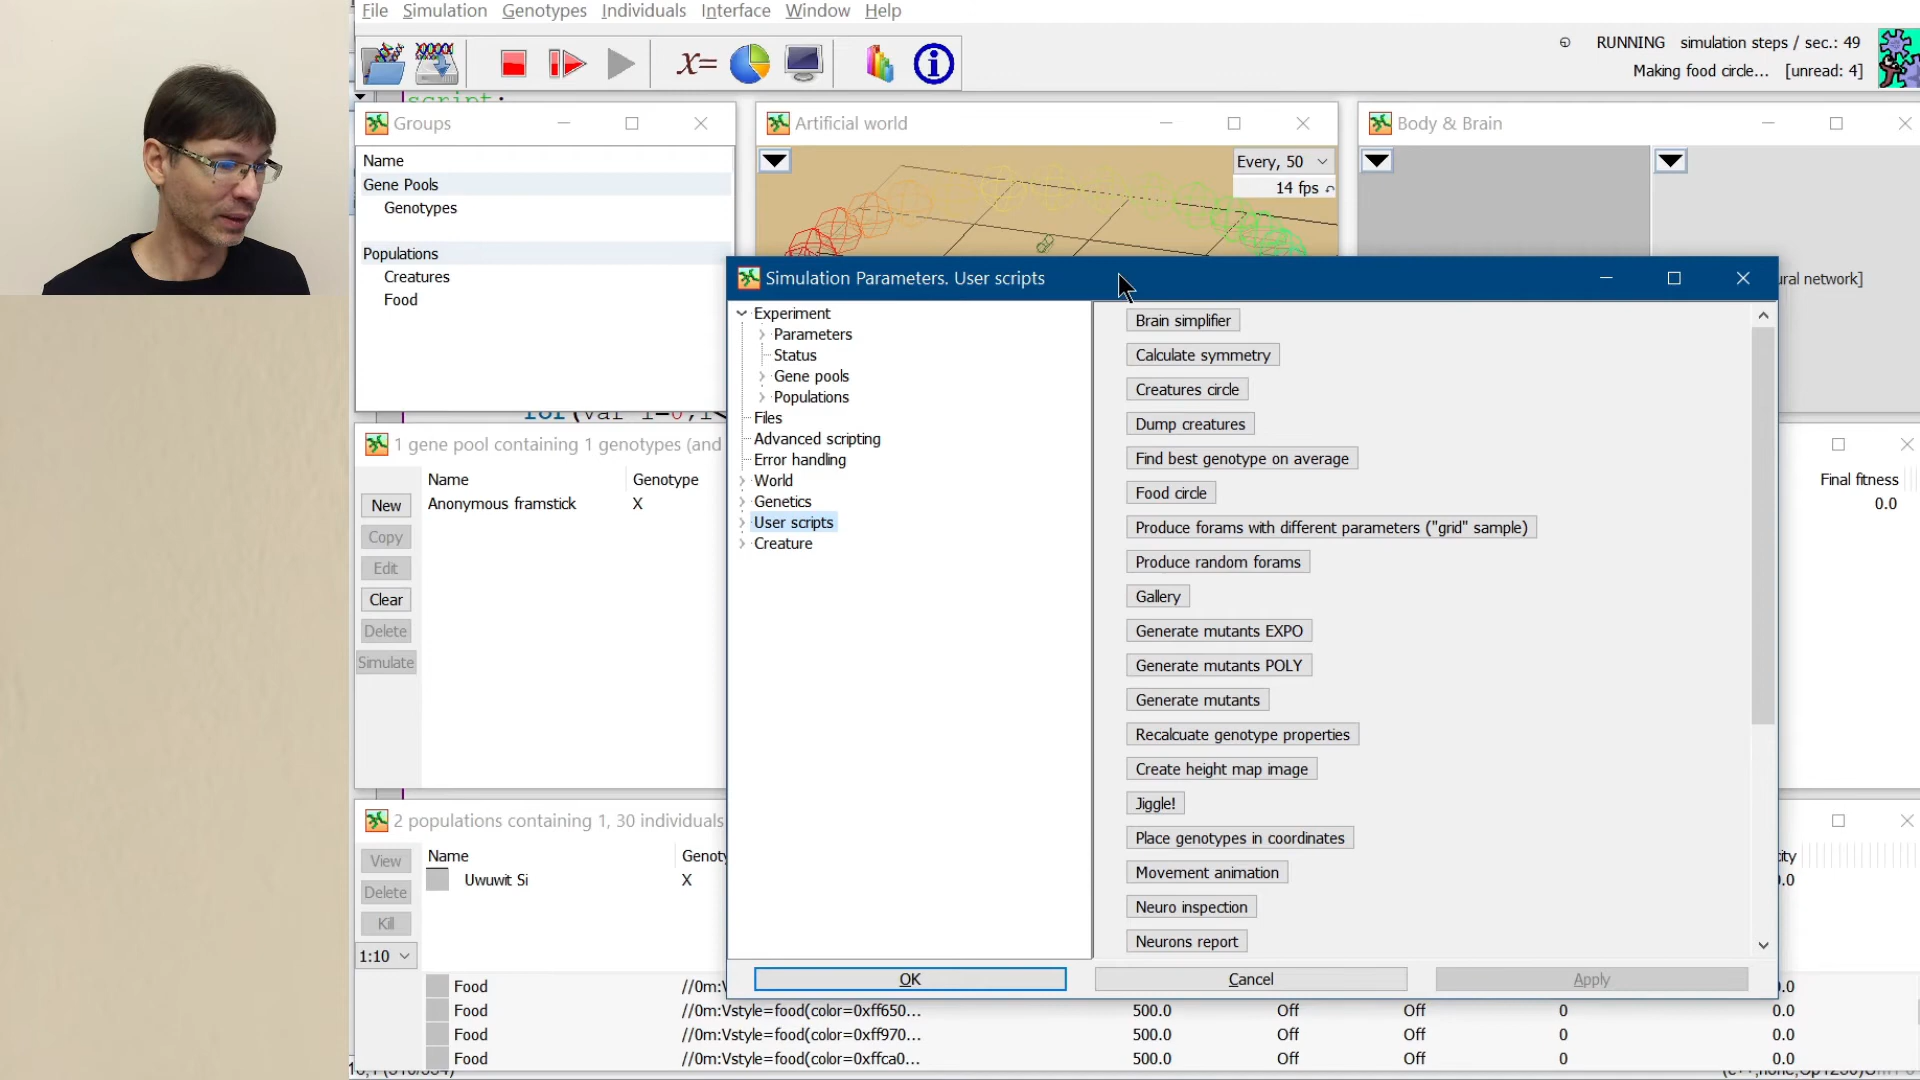 File Simulation Genotypes Individuals Interface Window Help
RUNNING simulation steps / sec.: 49
Making food circle... [unread: 4]
x=
script:
Groups
Name
Gene Pools
Genotypes
Populations
Creatures
Food
Artificial world
Every, 50
14 fps
Body & Brain
ural network]
for(var i=0,i<
Simulation Parameters. User scripts
Experiment
Parameters
Status
Gene pools
Populations
Files
Advanced scripting
Error handling
World
Genetics
User scripts
Creature
Brain simplifier
Calculate symmetry
Creatures circle
Dump creatures
Find best genotype on average
Food circle
Produce forams with different parameters ("grid" sample)
Produce random forams
Gallery
Generate mutants EXPO
Generate mutants POLY
Generate mutants
Recalcuate genotype properties
Create height map image
Jiggle!
Place genotypes in coordinates
Movement animation
Neuro inspection
Neurons report
OK Cancel Apply
1 gene pool containing 1 genotypes (and
Name Genotype
Final fitness
New Anonymous framstick X
0.0
Copy
Edit
Clear
Delete
Simulate
2 populations containing 1, 30 individuals
Name Genoty
ity
View
Uwuwit Si X
.0
Delete
Kill
1:10
Food //0m:V
.0
Food //0m:Vstyle=food(color=0xff650... 500.0 Off Off 0 0.0
Food //0m:Vstyle=food(color=0xff970... 500.0 Off Off 0 0.0
Food //0m:Vstyle=food(color=0xffca0... 500.0 Off Off 0 0.0